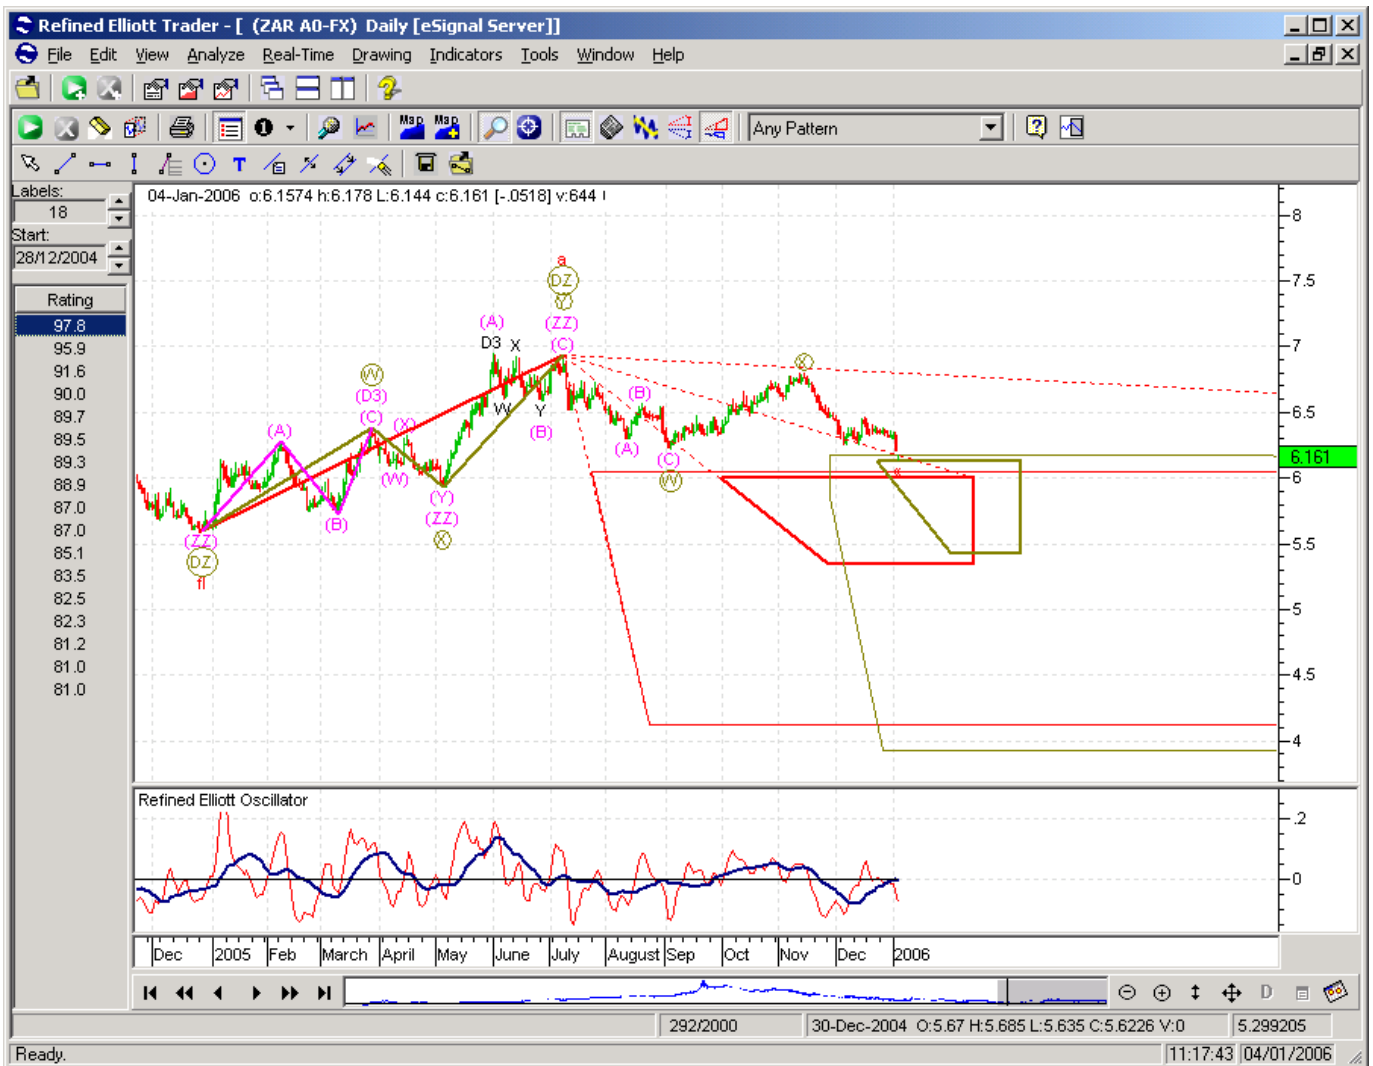 Refined Elliott Trader - [ (ZAR A0-FX) Daily [eSignal Server]]
File Edit View Analyze Real-Time Drawing Indicators Tools Window Help
Map Map Any Pattern
T
Labels:
18
Start:
28/12/2004
Rating
97.8
95.9
91.6
90.0
89.7
89.5
89.3
88.9
87.0
87.0
85.1
83.5
82.5
82.3
81.2
81.0
81.0
04-Jan-2006 o:6.1574 h:6.178 L:6.144 c:6.161 [-.0518] v:644
8
7.5
7
6.5
6.161
6
5.5
5
4.5
4
a
DZ
Y
(ZZ)
(C)
(A)
D3 X
W
Y
(B)
W
(D3)
(C)
(X)
(A)
(W)
(B)
(Y)
(ZZ)
X
(ZZ)
DZ
fl
(B)
(A)
(C)
W
X
Refined Elliott Oscillator
.2
0
Dec 2005 Feb March April May June July August Sep Oct Nov Dec 2006
D
292/2000 30-Dec-2004 O:5.67 H:5.685 L:5.635 C:5.6226 V:0 5.299205
Ready. 11:17:43 04/01/2006